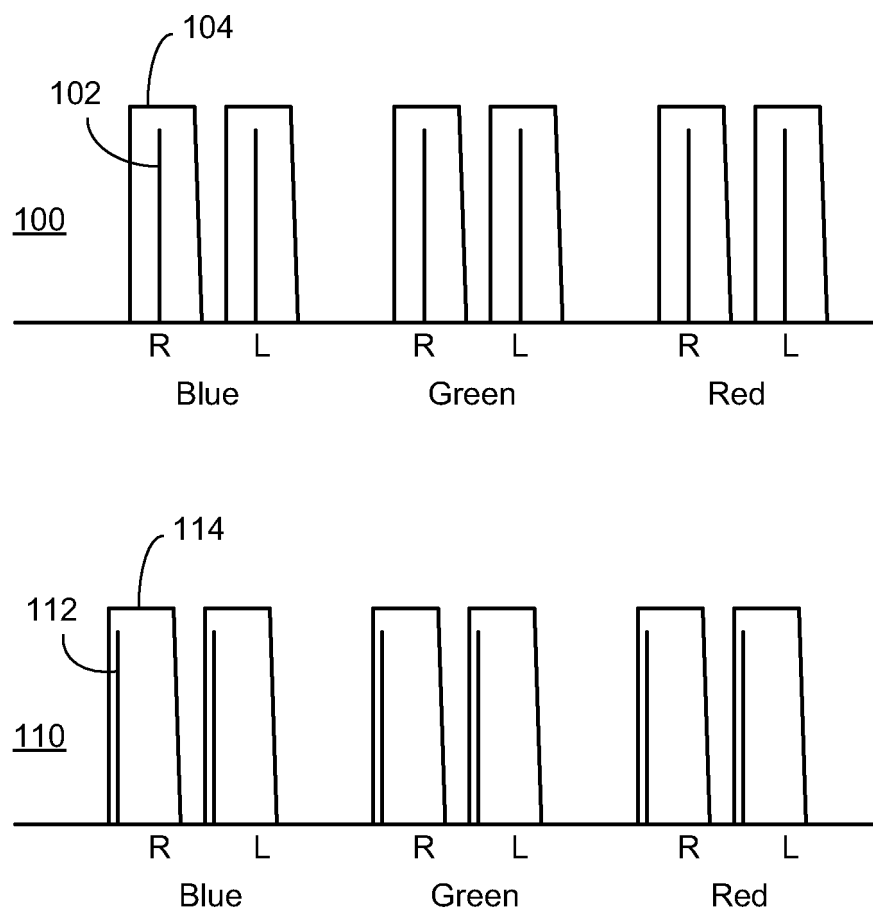 104
102
100
R L R L R L
Blue Green Red
114
112
110
R L R L R L
Blue Green Red